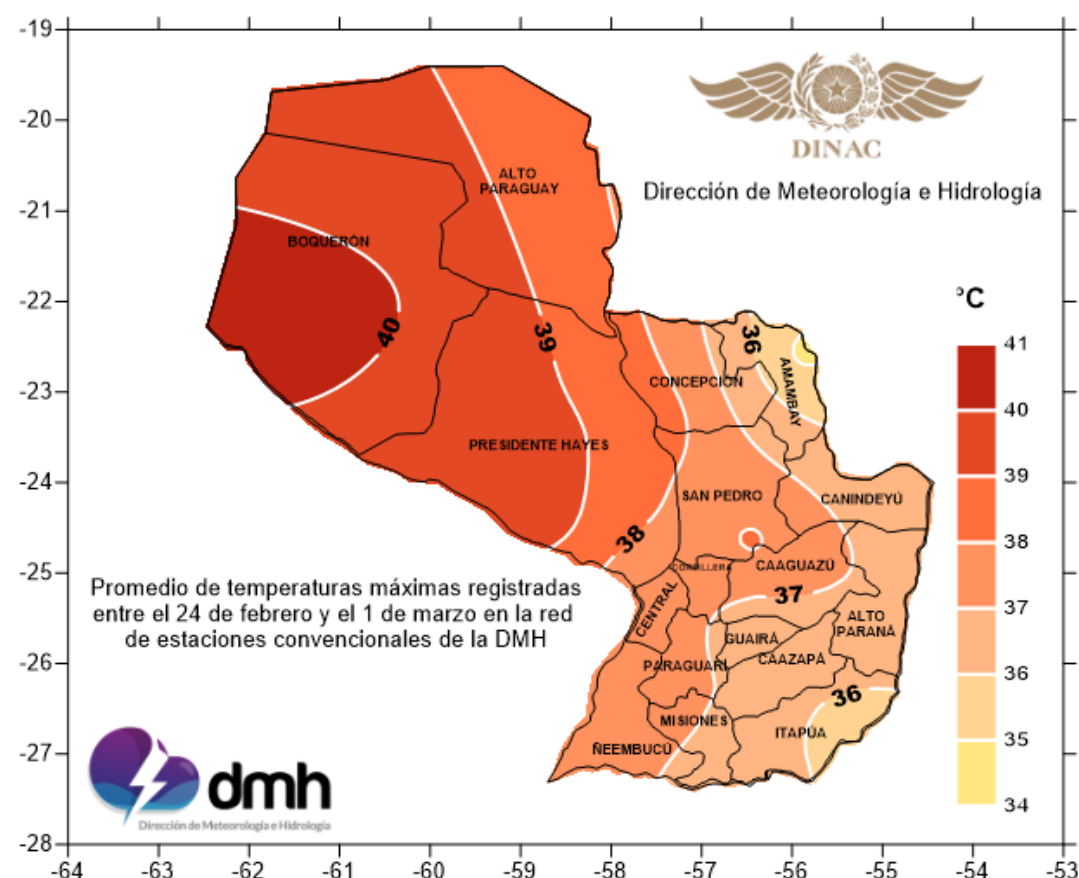 -19
-20
-21
-22
-23
-24
-25
-26
-27
-28
-64
-63
-62
-61
-60
-59
-58
-57
-56
-55
-54
-53
DINAC
Dirección de Meteorología e Hidrología
°C
41
40
39
38
37
36
35
34
ALTO
PARAGUAY
BOQUERÓN
40
39
36
CONCEPCIÓN
AMAMBAY
PRESIDENTE HAYES
SAN PEDRO
CANINDEYÚ
38
CORDILLERA
CAAGUAZÚ
37
CENTRAL
ALTO
PARANÁ
GUAIRÁ
CAAZAPÁ
PARAGUARÍ
36
MISIONES
ITAPÚA
ÑEEMBUCÚ
Promedio de temperaturas máximas registradas
entre el 24 de febrero y el 1 de marzo en la red
de estaciones convencionales de la DMH
dmh
Dirección de Meteorología e Hidrología